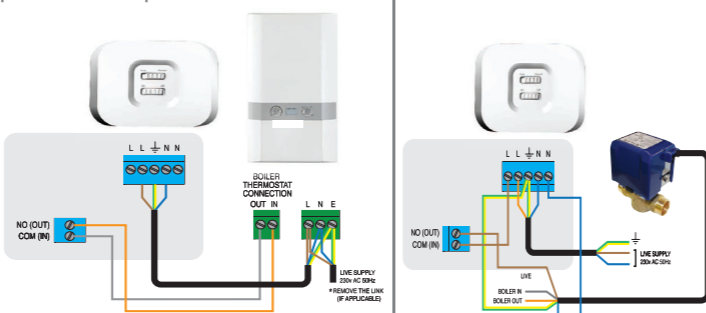 L L N N
BOILER
THERMOSTAT
CONNECTION
OUT IN
L N E
NO (OUT)
COM (IN)
LIVE SUPPLY
230v AC 50Hz
* REMOVE THE LINK
(IF APPLICABLE)
L L N N
NO (OUT)
COM (IN)
LIVE SUPPLY
230v AC 50Hz
LIVE
BOILER IN
BOILER OUT